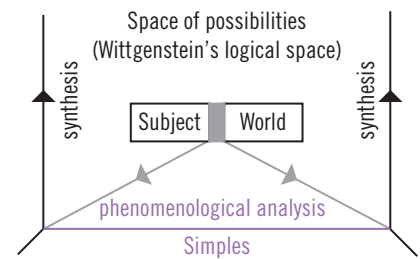 Space of possibilities
(Wittgenstein's logical space)
synthesis
synthesis
Subject
World
phenomenological analysis
Simples